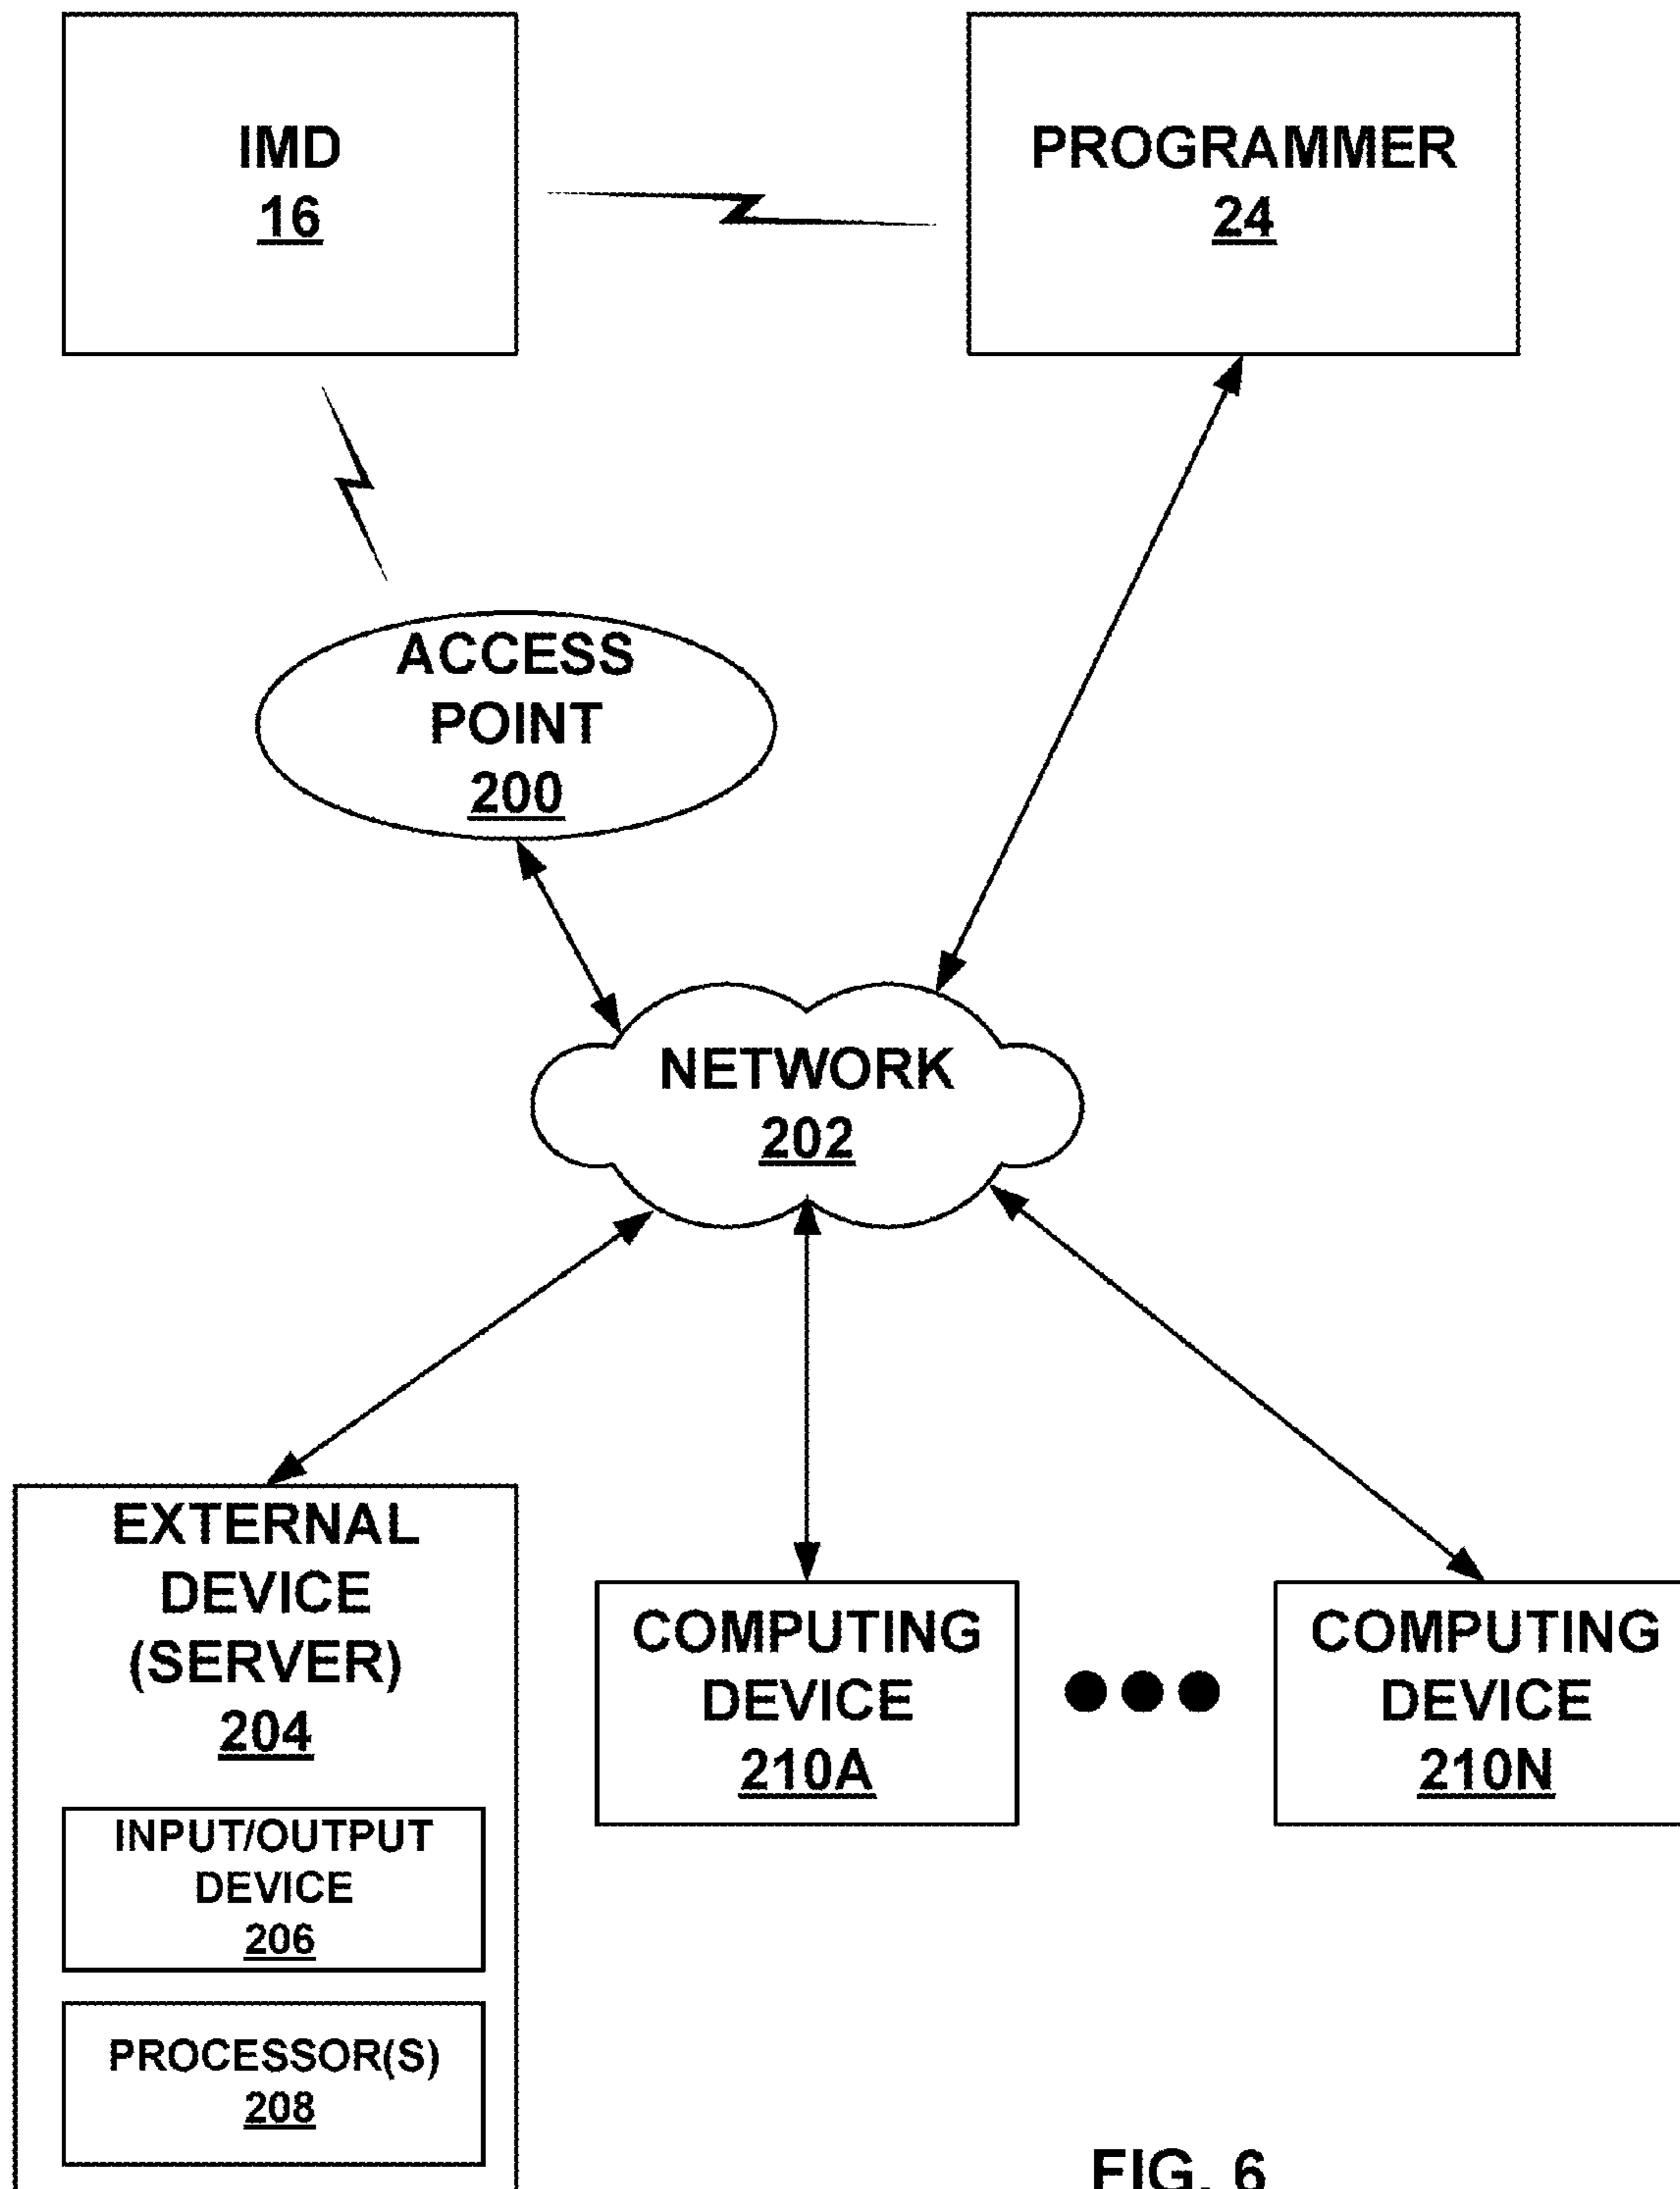 IMD
16
PROGRAMMER
24
ACCESS
POINT
200
NETWORK
202
EXTERNAL
DEVICE
(SERVER)
204
INPUT/OUTPUT
DEVICE
206
PROCESSOR(S)
208
COMPUTING
DEVICE
210A
COMPUTING
DEVICE
210N
FIG. 6